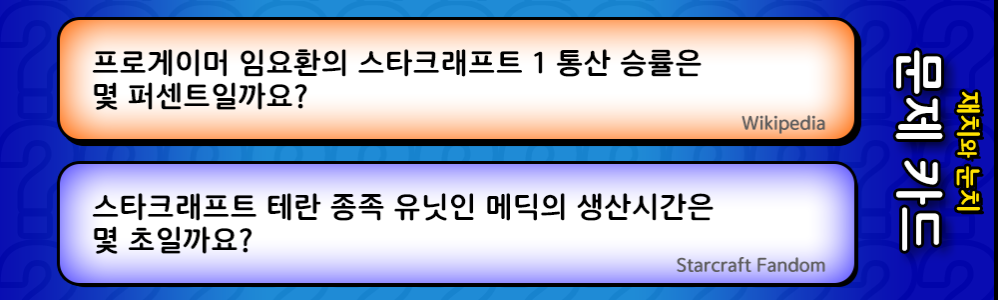 프로게이머 임요환의 스타크래프트 1 통산 승률은
몇 퍼센트일까요?
Wikipedia
스타크래프트 테란 종족 유닛인 메딕의 생산시간은
몇 초일까요?
Starcraft Fandom
재치와 눈치
문제 카드